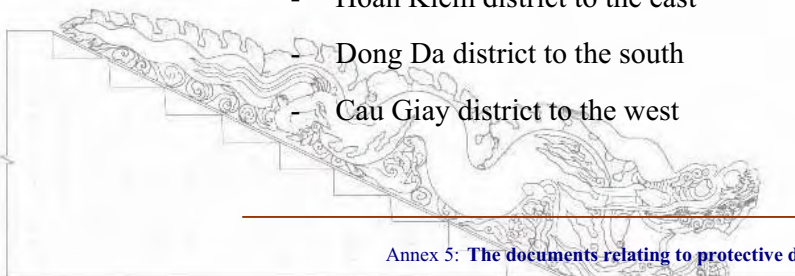 - Hoan Kiem district to the east
- Dong Da district to the south
- Cau Giay district to the west
Annex 5: The documents relating to protective d